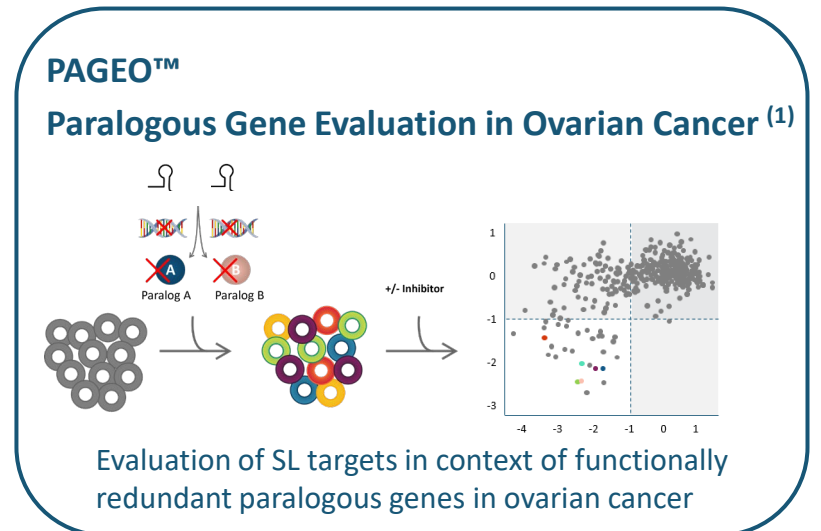 PAGEO™
Paralogous Gene Evaluation in Ovarian Cancer (1)
A B
Paralog A Paralog B
+/- Inhibitor
1
0
-1
-2
-3
-4 -3 -2 -1 0 1
Evaluation of SL targets in context of functionally
redundant paralogous genes in ovarian cancer